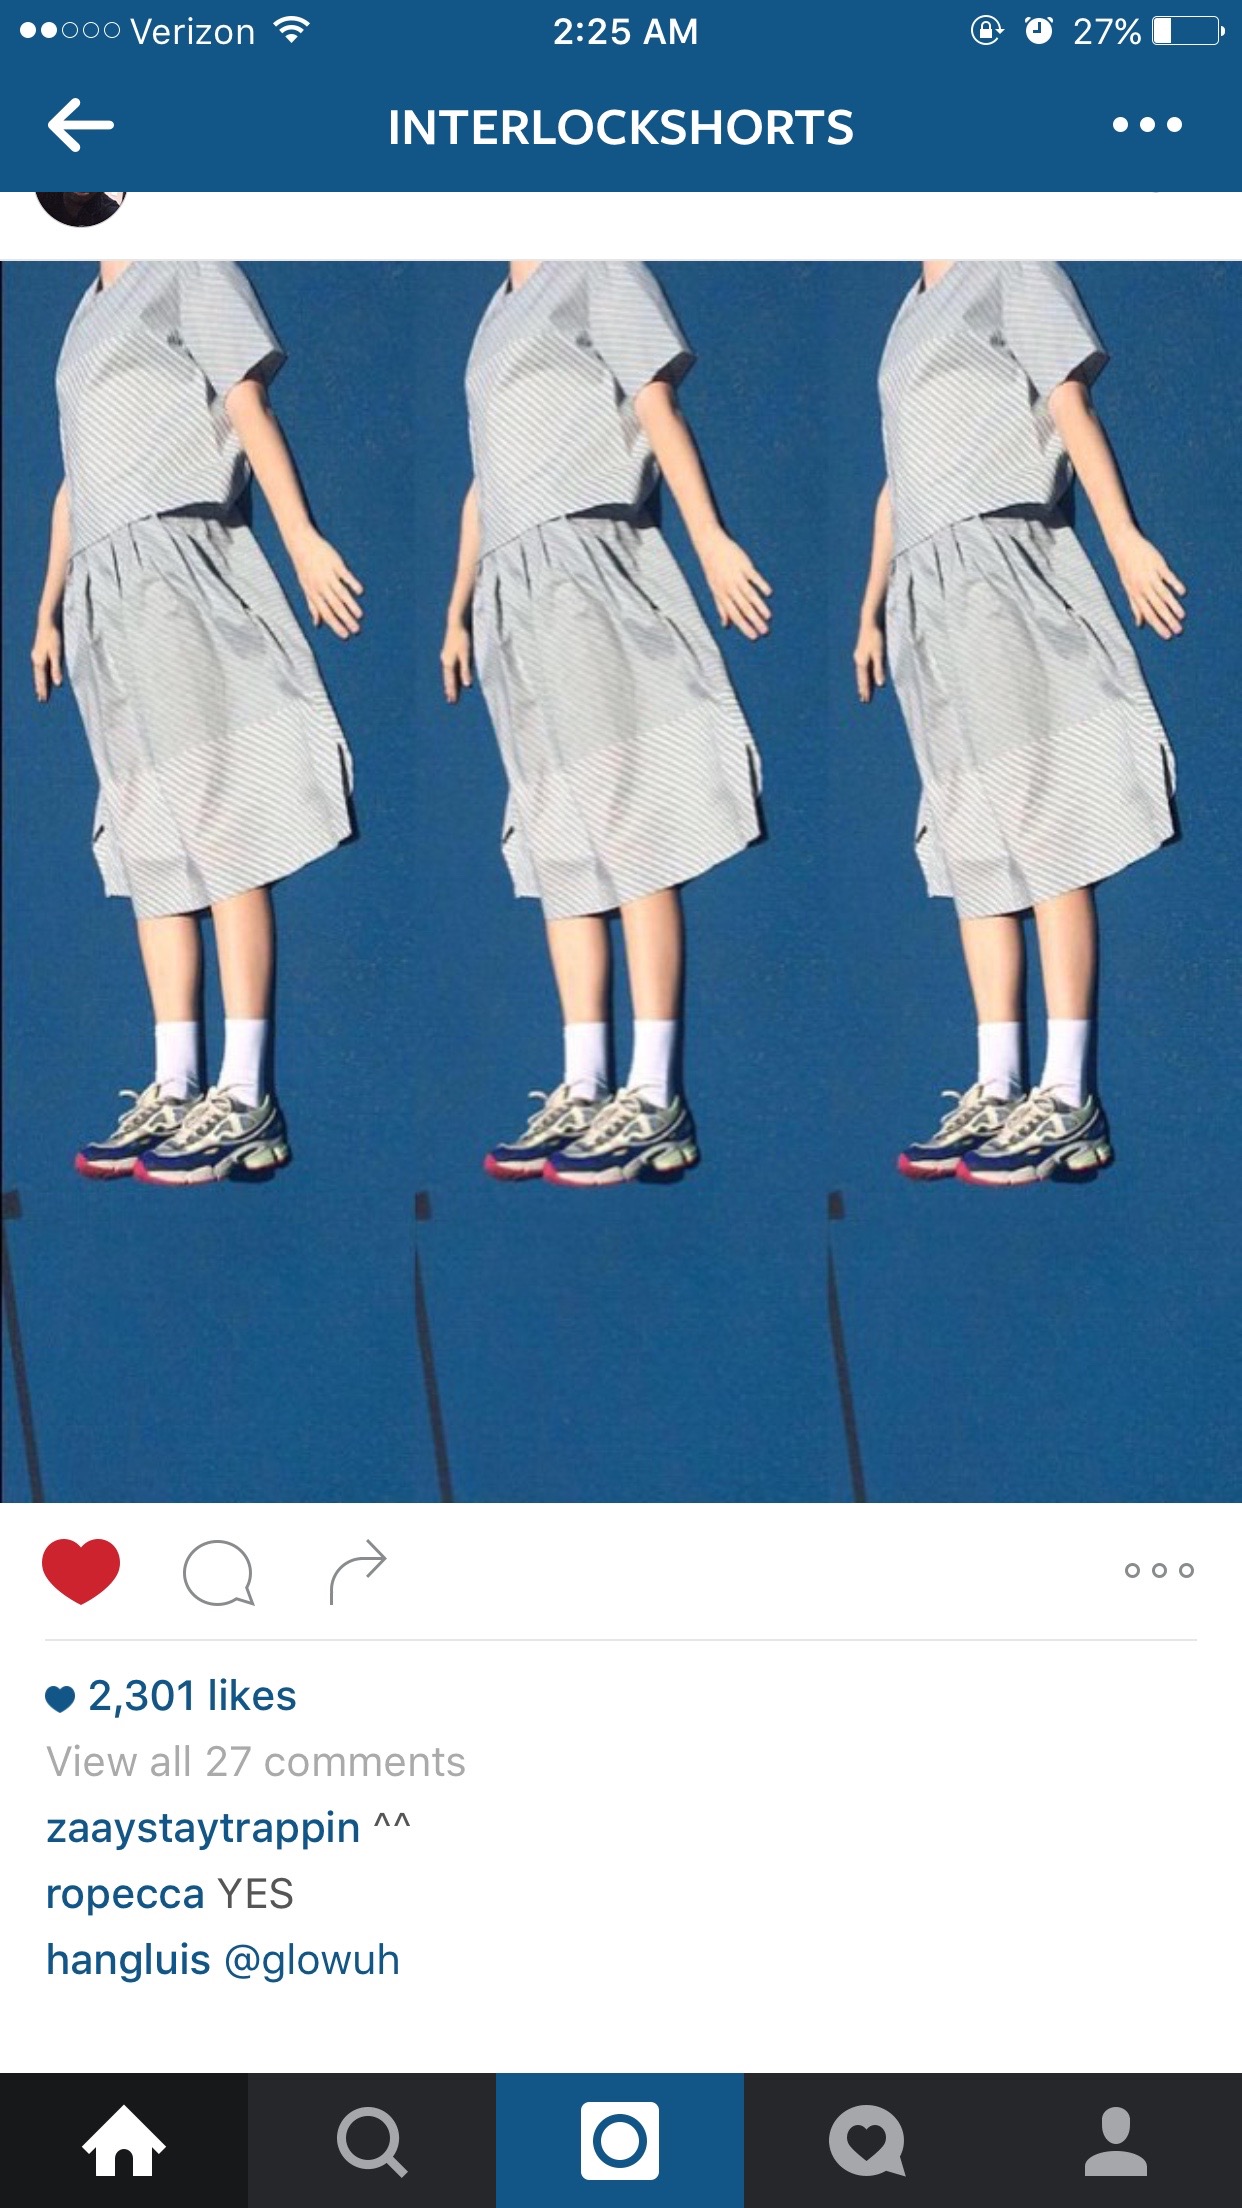 Verizon 2:25 AM 27%
INTERLOCKSHORTS
2,301 likes
View all 27 comments
zaaystaytrappin ^^
ropecca YES
hangluis @glowuh